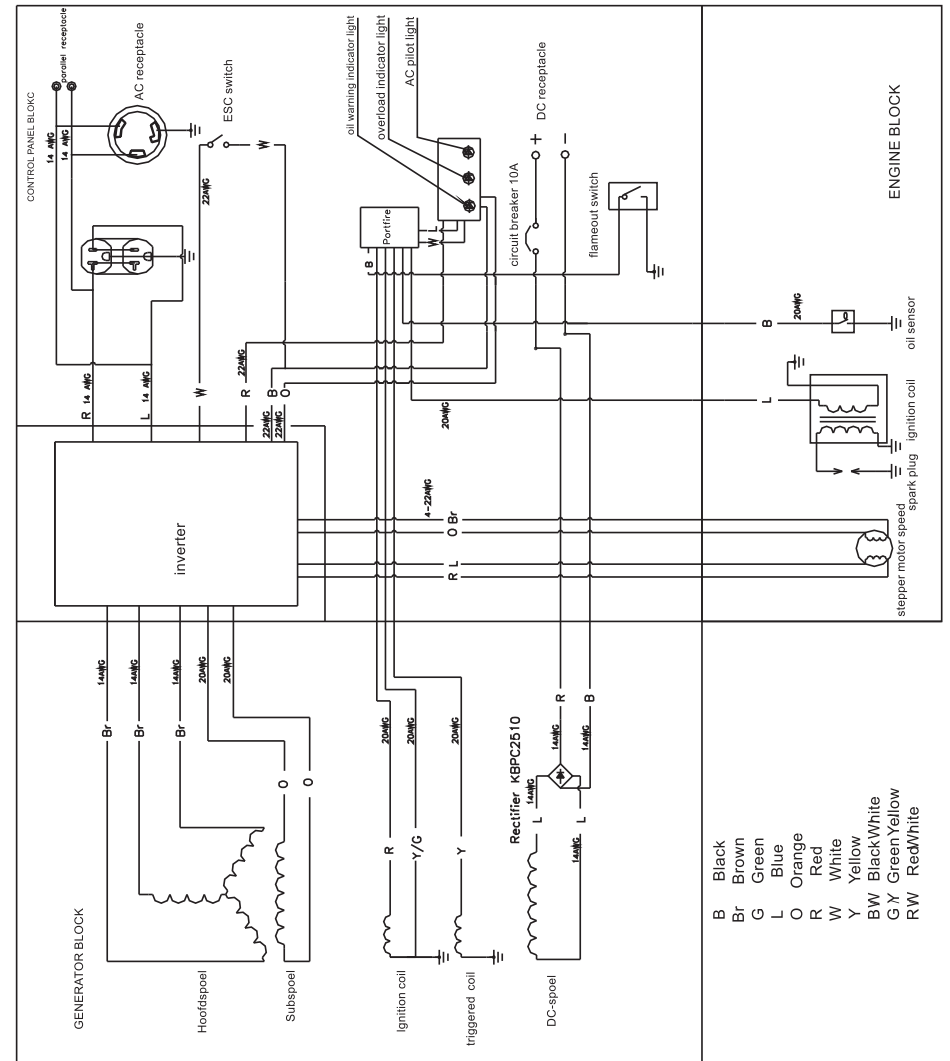 CONTROL PANEL BLOKC
parallel receptacle
AC receptacle
14 AWG
14 AWG
ESC switch
22AWG
W
oil warning indicator light
overload indicator light
AC pilot light
Portfire
B
W
L
DC receptacle
+
−
circuit breaker 10A
flameout switch
R
14 AWG
L
14 AWG
W
R
22AWG
B
22AWG
O
22AWG
20AWG
inverter
4-22AWG
O Br
R L
ENGINE BLOCK
B
20AWG
oil sensor
L
ignition coil
spark plug
stepper motor speed
GENERATOR BLOCK
14AWG
Br
14AWG
Br
14AWG
Br
20AWG
O
20AWG
O
Hoofdspoel
Subspoel
20AWG
R
20AWG
Y/G
20AWG
Y
Ignition coil
triggered coil
Rectifier KBPC2510
14AWG
R
14AWG
B
14AWG
L
14AWG
L
DC-spoel
B Black
Br Brown
G Green
L Blue
O Orange
R Red
W White
Y Yellow
BW BlackWhite
G/Y GreenYellow
RW RedWhite